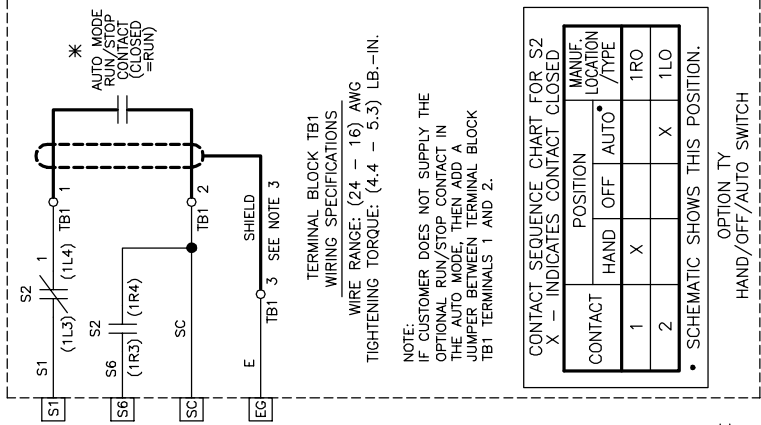 *
AUTO MODE
RUN/STOP
CONTACT
(CLOSED
=RUN)
TB1 1
TB1 2
TB1 3
SHIELD
SEE NOTE 3
S2
1
(1L3)
(1L4)
S1
S1
S2
S6
(1R3)
(1R4)
S6
SC
SC
E
EG
TERMINAL BLOCK TB1
WIRING SPECIFICATIONS
WIRE RANGE: (24 - 16) AWG
TIGHTENING TORQUE: (4.4 - 5.3) LB.-IN.
NOTE:
IF CUSTOMER DOES NOT SUPPLY THE
OPTIONAL RUN/STOP CONTACT IN
THE AUTO MODE, THEN ADD A
JUMPER BETWEEN TERMINAL BLOCK
TB1 TERMINALS 1 AND 2.
CONTACT SEQUENCE CHART FOR S2
X - INDICATES CONTACT CLOSED
CONTACT
POSITION
HAND OFF AUTO•
MANUF.
LOCATION
/TYPE
1 X 1RO
2 X 1LO
• SCHEMATIC SHOWS THIS POSITION.
OPTION TY
HAND/OFF/AUTO SWITCH